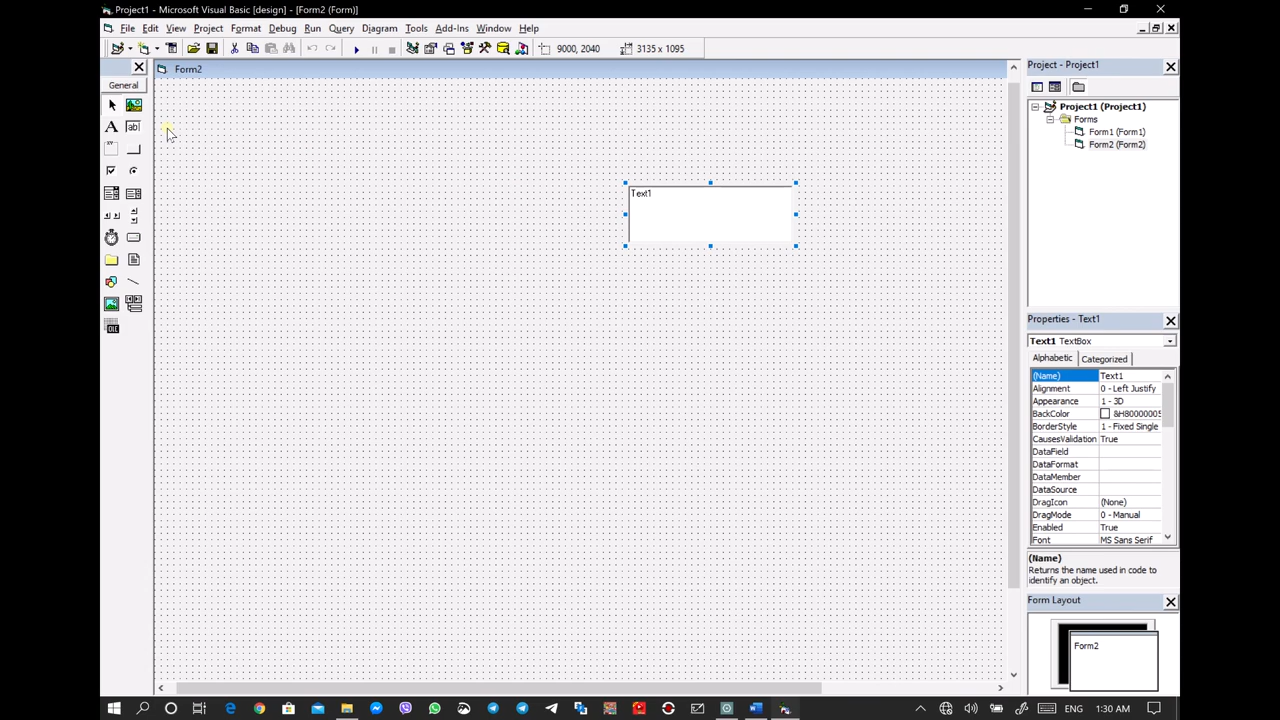 Project1 - Microsoft Visual Basic [design] - [Form2 (Form)]
File Edit View Project Format Debug Run Query Diagram Tools Add-Ins Window Help
9000, 2040 3135 x 1095
General
A
ab|
XY
OLE
Form2
Text1
Project - Project1
Project1 (Project1)
Forms
Form1 (Form1)
Form2 (Form2)
Properties - Text1
Text1 TextBox
Alphabetic Categorized
(Name) Text1
Alignment 0 - Left Justify
Appearance 1 - 3D
BackColor &H80000005
BorderStyle 1 - Fixed Single
CausesValidation True
DataField
DataFormat
DataMember
DataSource
DragIcon (None)
DragMode 0 - Manual
Enabled True
Font MS Sans Serif
(Name)
Returns the name used in code to
identify an object.
Form Layout
Form2
1:30 AM